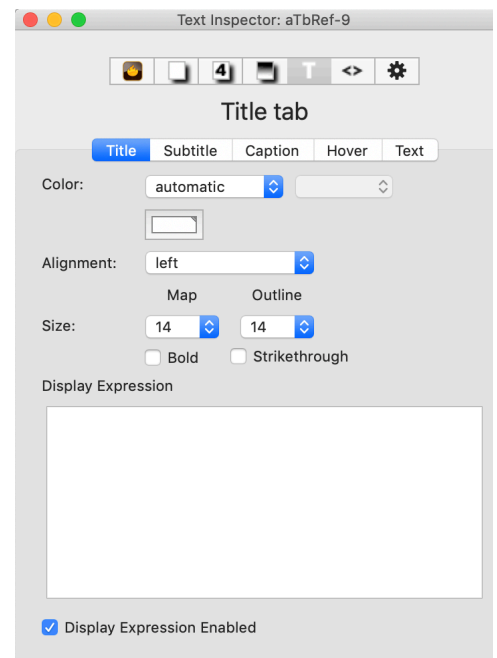 Text Inspector: aTbRef-9
4 T <>
Title tab
Title Subtitle Caption Hover Text
Color: automatic
Alignment: left
Map Outline
Size: 14 14
Bold Strikethrough
Display Expression
Display Expression Enabled